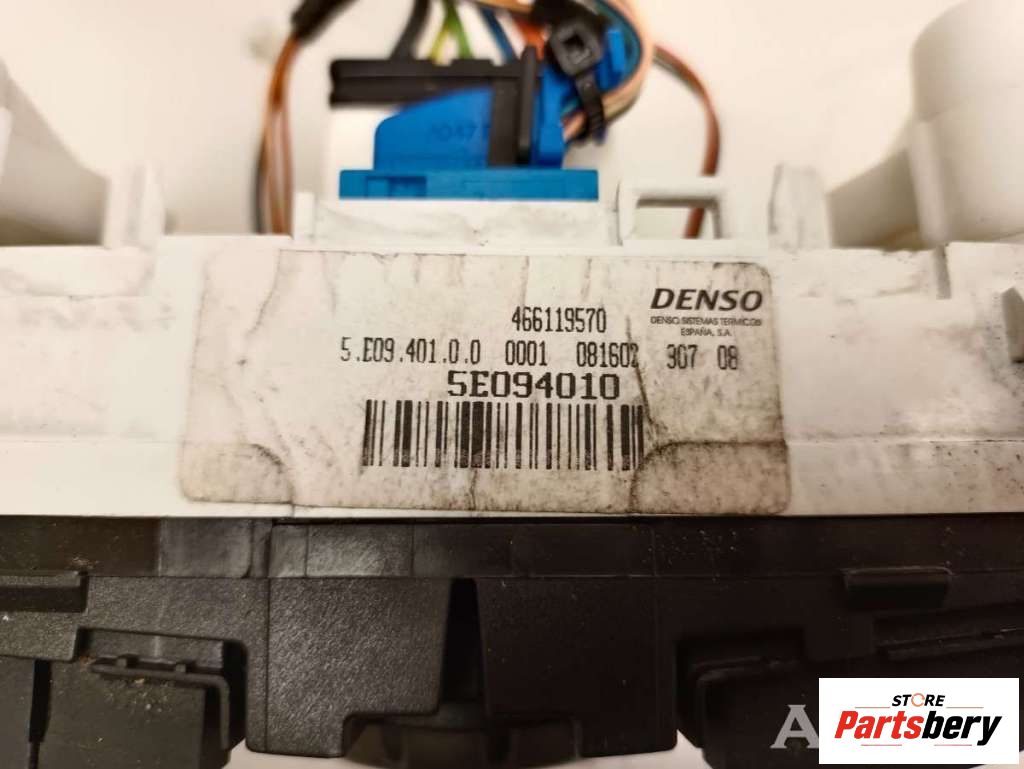 466119570
DENSO
DENSO SISTEMAS TERMICOS
ESPAÑA, S.A.
5.E09.401.0.0 0001 081602 307 08
5E094010
STORE
Partsbery
A